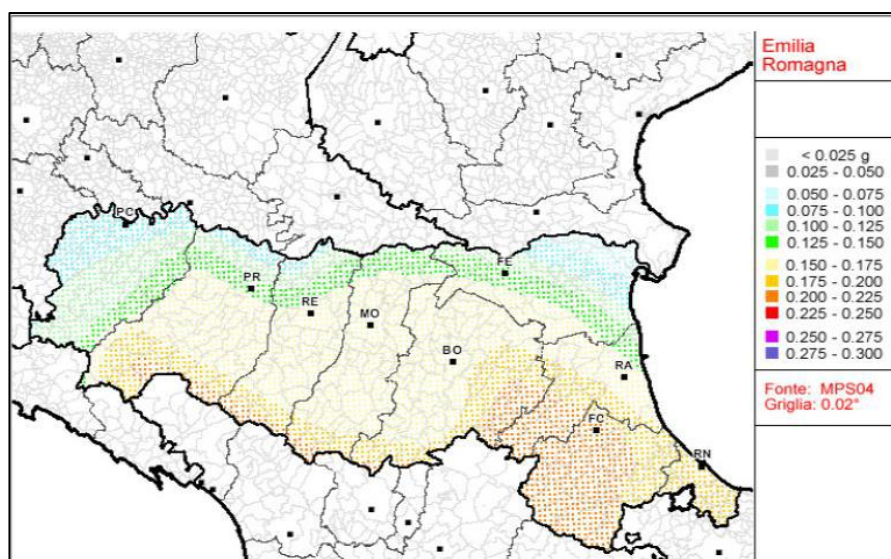 Emilia
Romagna
< 0.025 g
0.025 - 0.050
0.050 - 0.075
0.075 - 0.100
0.100 - 0.125
0.125 - 0.150
0.150 - 0.175
0.175 - 0.200
0.200 - 0.225
0.225 - 0.250
0.250 - 0.275
0.275 - 0.300
Fonte: MPS04
Griglia: 0.02°
PC
FE
PR
RE
MO
BO
RA
FC
RN